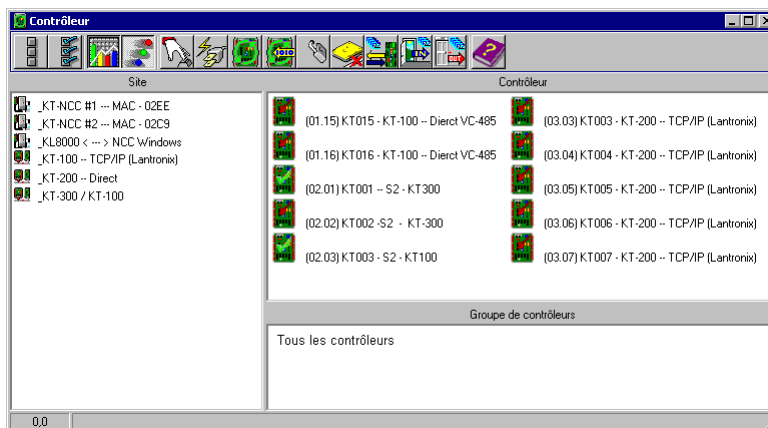 Contrôleur
Site
_KT-NCC #1 --- MAC - 02EE
_KT-NCC #2 -- MAC - 02C9
_KL8000 < --- > NCC Windows
_KT-100 -- TCP/IP (Lantronix)
_KT-200 -- Direct
_KT-300 / KT-100
Contrôleur
(01.15) KT015 - KT-100 -- Dierct VC-485
(01.16) KT016 - KT-100 -- Dierct VC-485
(02.01) KT001 -- S2 - KT300
(02.02) KT002 -S2 - KT-300
(02.03) KT003 - S2 - KT100
(03.03) KT003 - KT-200 -- TCP/IP (Lantronix)
(03.04) KT004 - KT-200 -- TCP/IP (Lantronix)
(03.05) KT005 - KT-200 -- TCP/IP (Lantronix)
(03.06) KT006 - KT-200 -- TCP/IP (Lantronix)
(03.07) KT007 - KT-200 -- TCP/IP (Lantronix)
Groupe de contrôleurs
Tous les contrôleurs
0,0